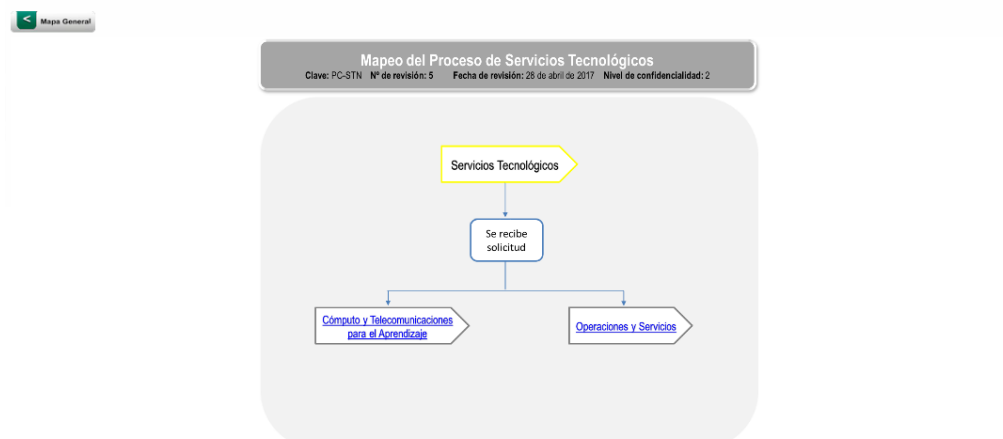 Mapa General
Mapeo del Proceso de Servicios Tecnológicos
Clave: PC-STN Nº de revisión: 5 Fecha de revisión: 26 de abril de 2017 Nivel de confidencialidad: 2
Servicios Tecnológicos
Se recibe
solicitud
Cómputo y Telecomunicaciones
para el Aprendizaje
Operaciones y Servicios